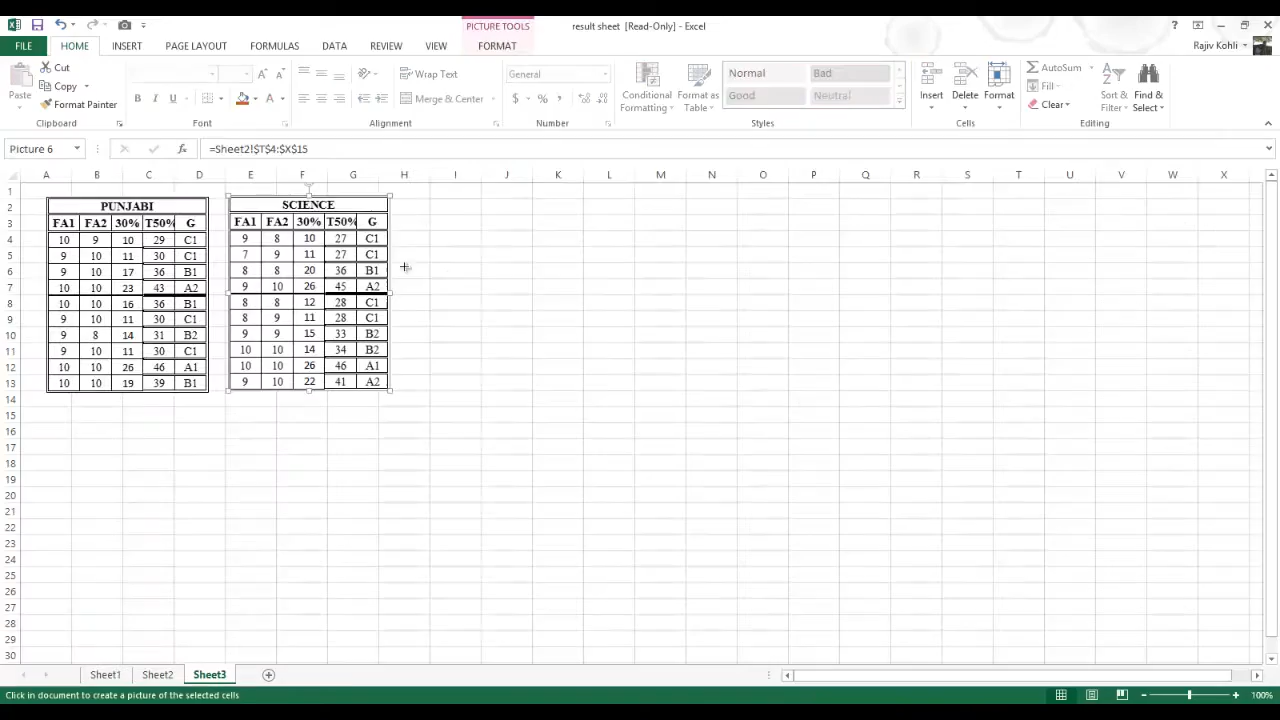 PICTURE TOOLS
result sheet [Read-Only] - Excel
FILE HOME INSERT PAGE LAYOUT FORMULAS DATA REVIEW VIEW FORMAT Rajiv Kohli
Paste Cut Copy Format Painter
Clipboard
B I U A
Font
Wrap Text
Merge & Center
Alignment
General
$ % ,
Number
Conditional Formatting Format as Table
Normal Bad
Good Neutral
Styles
Insert Delete Format
Cells
AutoSum
Fill
Clear
Sort & Filter Find & Select
Editing
Picture 6 fx =Sheet2!$T$4:$X$15
A B C D E F G H I J K L M N O P Q R S T U V W X
1
2 PUNJABI SCIENCE
3 FA1 FA2 30% T50% G FA1 FA2 30% T50% G
4 10 9 10 29 C1 9 8 10 27 C1
5 9 10 11 30 C1 7 9 11 27 C1
6 9 10 17 36 B1 8 8 20 36 B1
7 10 10 23 43 A2 9 10 26 45 A2
8 10 10 16 36 B1 8 8 12 28 C1
9 9 10 11 30 C1 8 9 11 28 C1
10 9 8 14 31 B2 9 9 15 33 B2
11 9 10 11 30 C1 10 10 14 34 B2
12 10 10 26 46 A1 10 10 26 46 A1
13 10 10 19 39 B1 9 10 22 41 A2
14
15
16
17
18
19
20
21
22
23
24
25
26
27
28
29
30
Sheet1 Sheet2 Sheet3
Click in document to create a picture of the selected cells 100%